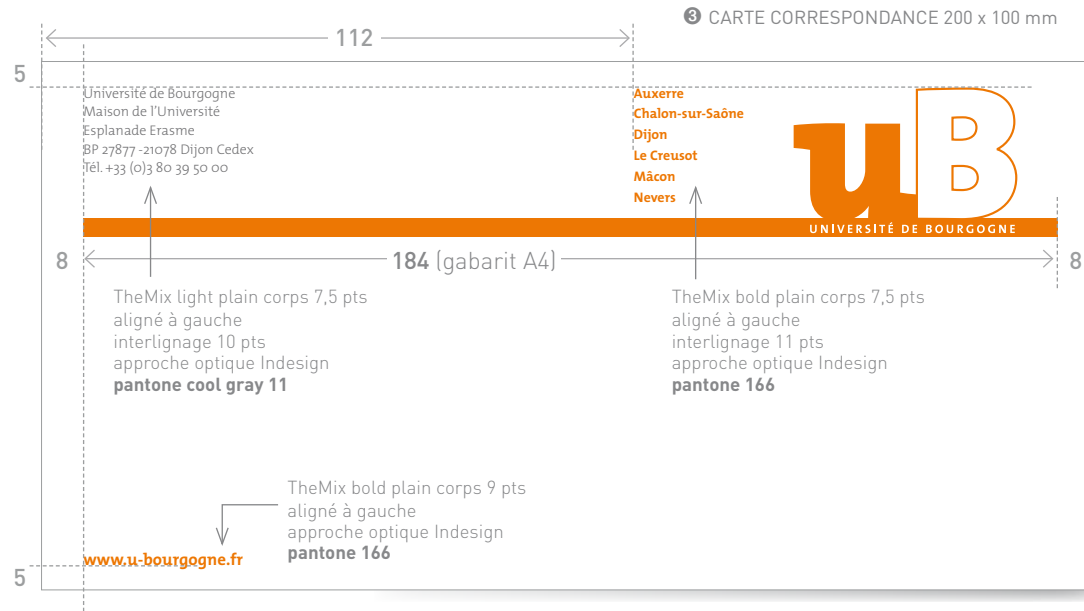 ❸ CARTE CORRESPONDANCE 200 x 100 mm
112
5
Université de Bourgogne
Maison de l'Université
Esplanade Erasme
BP 27877 -21078 Dijon Cedex
Tél. +33 (0)3 80 39 50 00
Auxerre
Chalon-sur-Saône
Dijon
Le Creusot
Mâcon
Nevers
uB
UNIVERSITÉ DE BOURGOGNE
8
184 (gabarit A4)
8
TheMix light plain corps 7,5 pts
aligné à gauche
interlignage 10 pts
approche optique Indesign
pantone cool gray 11
TheMix bold plain corps 7,5 pts
aligné à gauche
interlignage 11 pts
approche optique Indesign
pantone 166
TheMix bold plain corps 9 pts
aligné à gauche
approche optique Indesign
pantone 166
www.u-bourgogne.fr
5